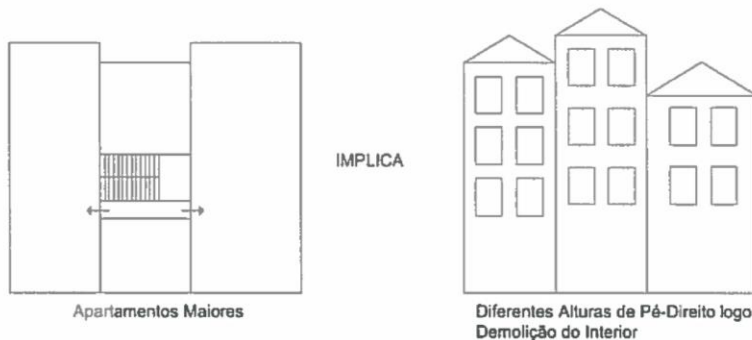 IMPLICA
Apartamentos Maiores
Diferentes Alturas de Pé-Direito logo
Demolição do Interior